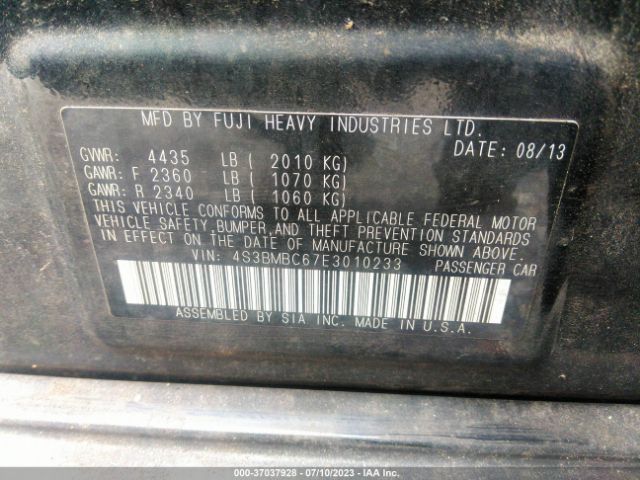 MFD BY FUJI HEAVY INDUSTRIES LTD.
DATE: 08/13
GVWR: 4435 LB ( 2010 KG)
GAWR: F 2360 LB ( 1070 KG)
GAWR: R 2340 LB ( 1060 KG)
THIS VEHICLE CONFORMS TO ALL APPLICABLE FEDERAL MOTOR
VEHICLE SAFETY, BUMPER, AND THEFT PREVENTION STANDARDS
IN EFFECT ON THE DATE OF MANUFACTURE SHOWN ABOVE.
VIN: 4S3BMBC67E3010233 PASSENGER CAR
ASSEMBLED BY SIA INC. MADE IN U.S.A.
000-37037928 - 07/10/2023 - IAA Inc.